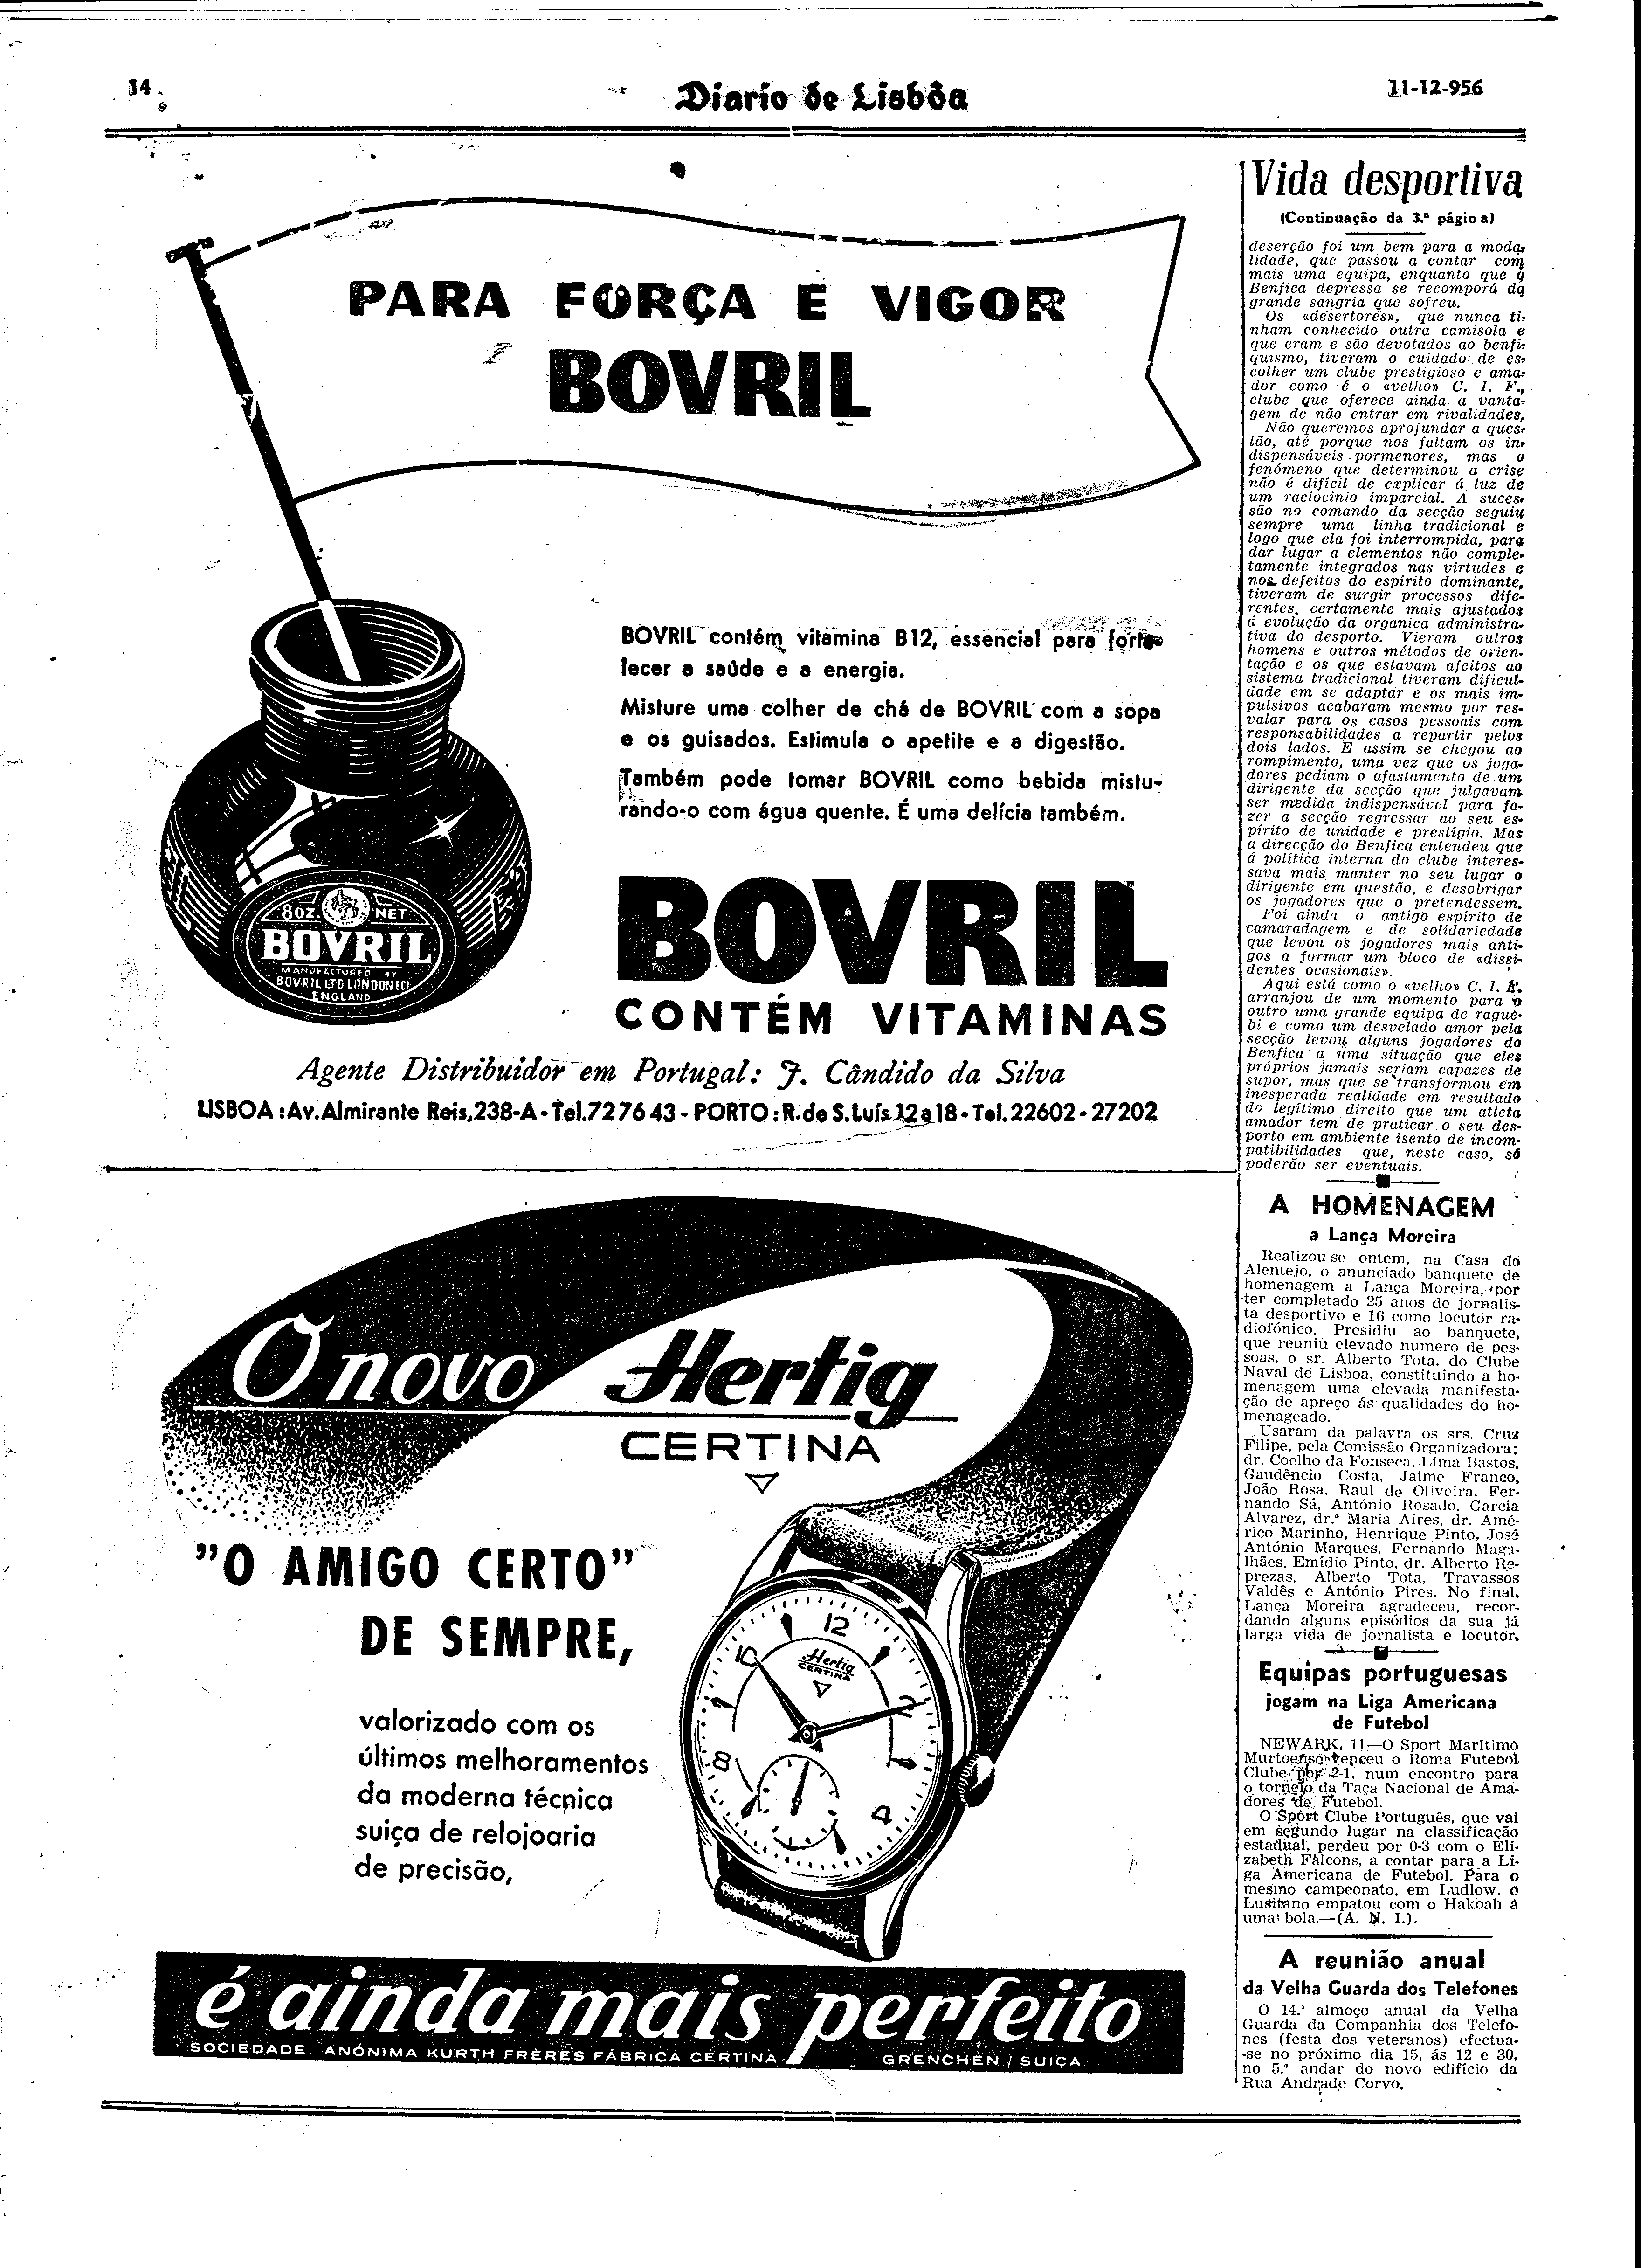 14
Diario de Lisbôa
11-12-956
PARA FORÇA E VIGOR
BOVRIL
BOVRIL contém vitamina B12, essencial para forta-
lecer a saúde e a energia.
Misture uma colher de chá de BOVRIL com a sopa
e os guisados. Estimula o apetite e a digestão.
Também pode tomar BOVRIL como bebida mistu-
rando-o com água quente. É uma delícia também.
8 OZ. NET
BOVRIL
MANUFACTURED BY
BOVRIL LTD LONDON EC1
ENGLAND
BOVRIL
CONTÉM VITAMINAS
Agente Distribuidor em Portugal: J. Cândido da Silva
LISBOA: Av. Almirante Reis, 238-A - Tel. 72 76 43 - PORTO: R. de S. Luís 12 a 18 - Tel. 22602 - 27202
O novo Hertig
CERTINA
"O AMIGO CERTO"
DE SEMPRE,
valorizado com os
últimos melhoramentos
da moderna técnica
suiça de relojoaria
de precisão,
12
10
2
8
4
Hertig
CERTINA
é ainda mais perfeito
SOCIEDADE. ANÓNIMA KURTH FRÈRES FÁBRICA CERTINA GRENCHEN / SUIÇA
Vida desportiva
(Continuação da 3.ª página)
deserção foi um bem para a moda-
lidade, que passou a contar com
mais uma equipa, enquanto que o
Benfica depressa se recomporá da
grande sangria que sofreu.
Os «desertores», que nunca ti-
nham conhecido outra camisola e
que eram e são devotados ao benfi-
quismo, tiveram o cuidado de es-
colher um clube prestigioso e ama-
dor como é o «velho» C. I. F.,
clube que oferece ainda a vanta-
gem de não entrar em rivalidades.
Não queremos aprofundar a ques-
tão, até porque nos faltam os in-
dispensáveis pormenores, mas o
fenómeno que determinou a crise
não é difícil de explicar á luz de
um raciocinio imparcial. A suces-
são no comando da secção seguiu
sempre uma linha tradicional e
logo que ela foi interrompida, para
dar lugar a elementos não comple-
tamente integrados nas virtudes e
nos defeitos do espírito dominante,
tiveram de surgir processos dife-
rentes, certamente mais ajustados
á evolução da organica administra-
tiva do desporto. Vieram outros
homens e outros métodos de orien-
tação e os que estavam afeitos ao
sistema tradicional tiveram dificul-
dade em se adaptar e os mais im-
pulsivos acabaram mesmo por res-
valar para os casos pessoais com
responsabilidades a repartir pelos
dois lados. E assim se chegou ao
rompimento, uma vez que os joga-
dores pediam o afastamento de um
dirigente da secção que julgavam
ser medida indispensável para fa-
zer a secção regressar ao seu es-
pírito de unidade e prestígio. Mas
a direcção do Benfica entendeu que
á política interna do clube interes-
sava mais manter no seu lugar o
dirigente em questão, e desobrigar
os jogadores que o pretendessem.
Foi ainda o antigo espírito de
camaradagem e de solidariedade
que levou os jogadores mais anti-
gos a formar um bloco de «dissi-
dentes ocasionais».
Aqui está como o «velho» C. I. F.
arranjou de um momento para o
outro uma grande equipa de rague-
bi e como um desvelado amor pela
secção levou alguns jogadores do
Benfica a uma situação que eles
próprios jamais seriam capazes de
supor, mas que se transformou em
inesperada realidade em resultado
do legítimo direito que um atleta
amador tem de praticar o seu des-
porto em ambiente isento de incom-
patibilidades que, neste caso, só
poderão ser eventuais.
A HOMENAGEM
a Lança Moreira
Realizou-se ontem, na Casa do
Alentejo, o anunciado banquete de
homenagem a Lança Moreira, por
ter completado 25 anos de jornalis-
ta desportivo e 16 como locutór ra-
diofónico. Presidiu ao banquete,
que reuniu elevado numero de pes-
soas, o sr. Alberto Tota, do Clube
Naval de Lisboa, constituindo a ho-
menagem uma elevada manifesta-
ção de apreço ás qualidades do ho-
menageado.
Usaram da palavra os srs. Cruz
Filipe, pela Comissão Organizadora;
dr. Coelho da Fonseca, Lima Bastos,
Gaudêncio Costa, Jaime Franco,
João Rosa, Raul de Oliveira, Fer-
nando Sá, António Rosado, Garcia
Alvarez, dr.ª Maria Aires, dr. Amé-
rico Marinho, Henrique Pinto, José
António Marques, Fernando Maga-
lhães, Emídio Pinto, dr. Alberto Re-
prezas, Alberto Tota, Travassos
Valdês e António Pires. No final,
Lança Moreira agradeceu, recor-
dando alguns episódios da sua já
larga vida de jornalista e locutor.
Equipas portuguesas
jogam na Liga Americana
de Futebol
NEWARK, 11—O Sport Marítimo
Murtoense venceu o Roma Futebol
Clube, por 2-1, num encontro para
o torneio da Taça Nacional de Ama-
dores de Futebol.
O Sport Clube Português, que vai
em segundo lugar na classificação
estadual, perdeu por 0-3 com o Eli-
zabeth Falcons, a contar para a Li-
ga Americana de Futebol. Para o
mesmo campeonato, em Ludlow, o
Lusitano empatou com o Hakoah a
uma bola.—(A. N. I.).
A reunião anual
da Velha Guarda dos Telefones
O 14.º almoço anual da Velha
Guarda da Companhia dos Telefo-
nes (festa dos veteranos) efectua-
-se no próximo dia 15, ás 12 e 30,
no 5.º andar do novo edifício da
Rua Andrade Corvo.